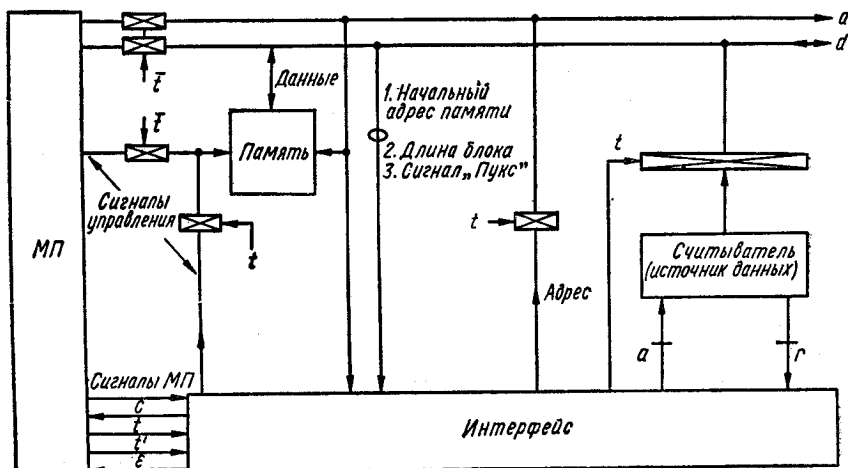 a
d
t̅
Данные
1. Начальный
адрес памяти
2. Длина блока
3. Сигнал „Пукс”
t̅
Память
t
Сигналы
управления
t
t
МП
Считыватель
(источник данных)
Адрес
a
r
Сигналы МП
c
t
t'
ε
Интерфейс